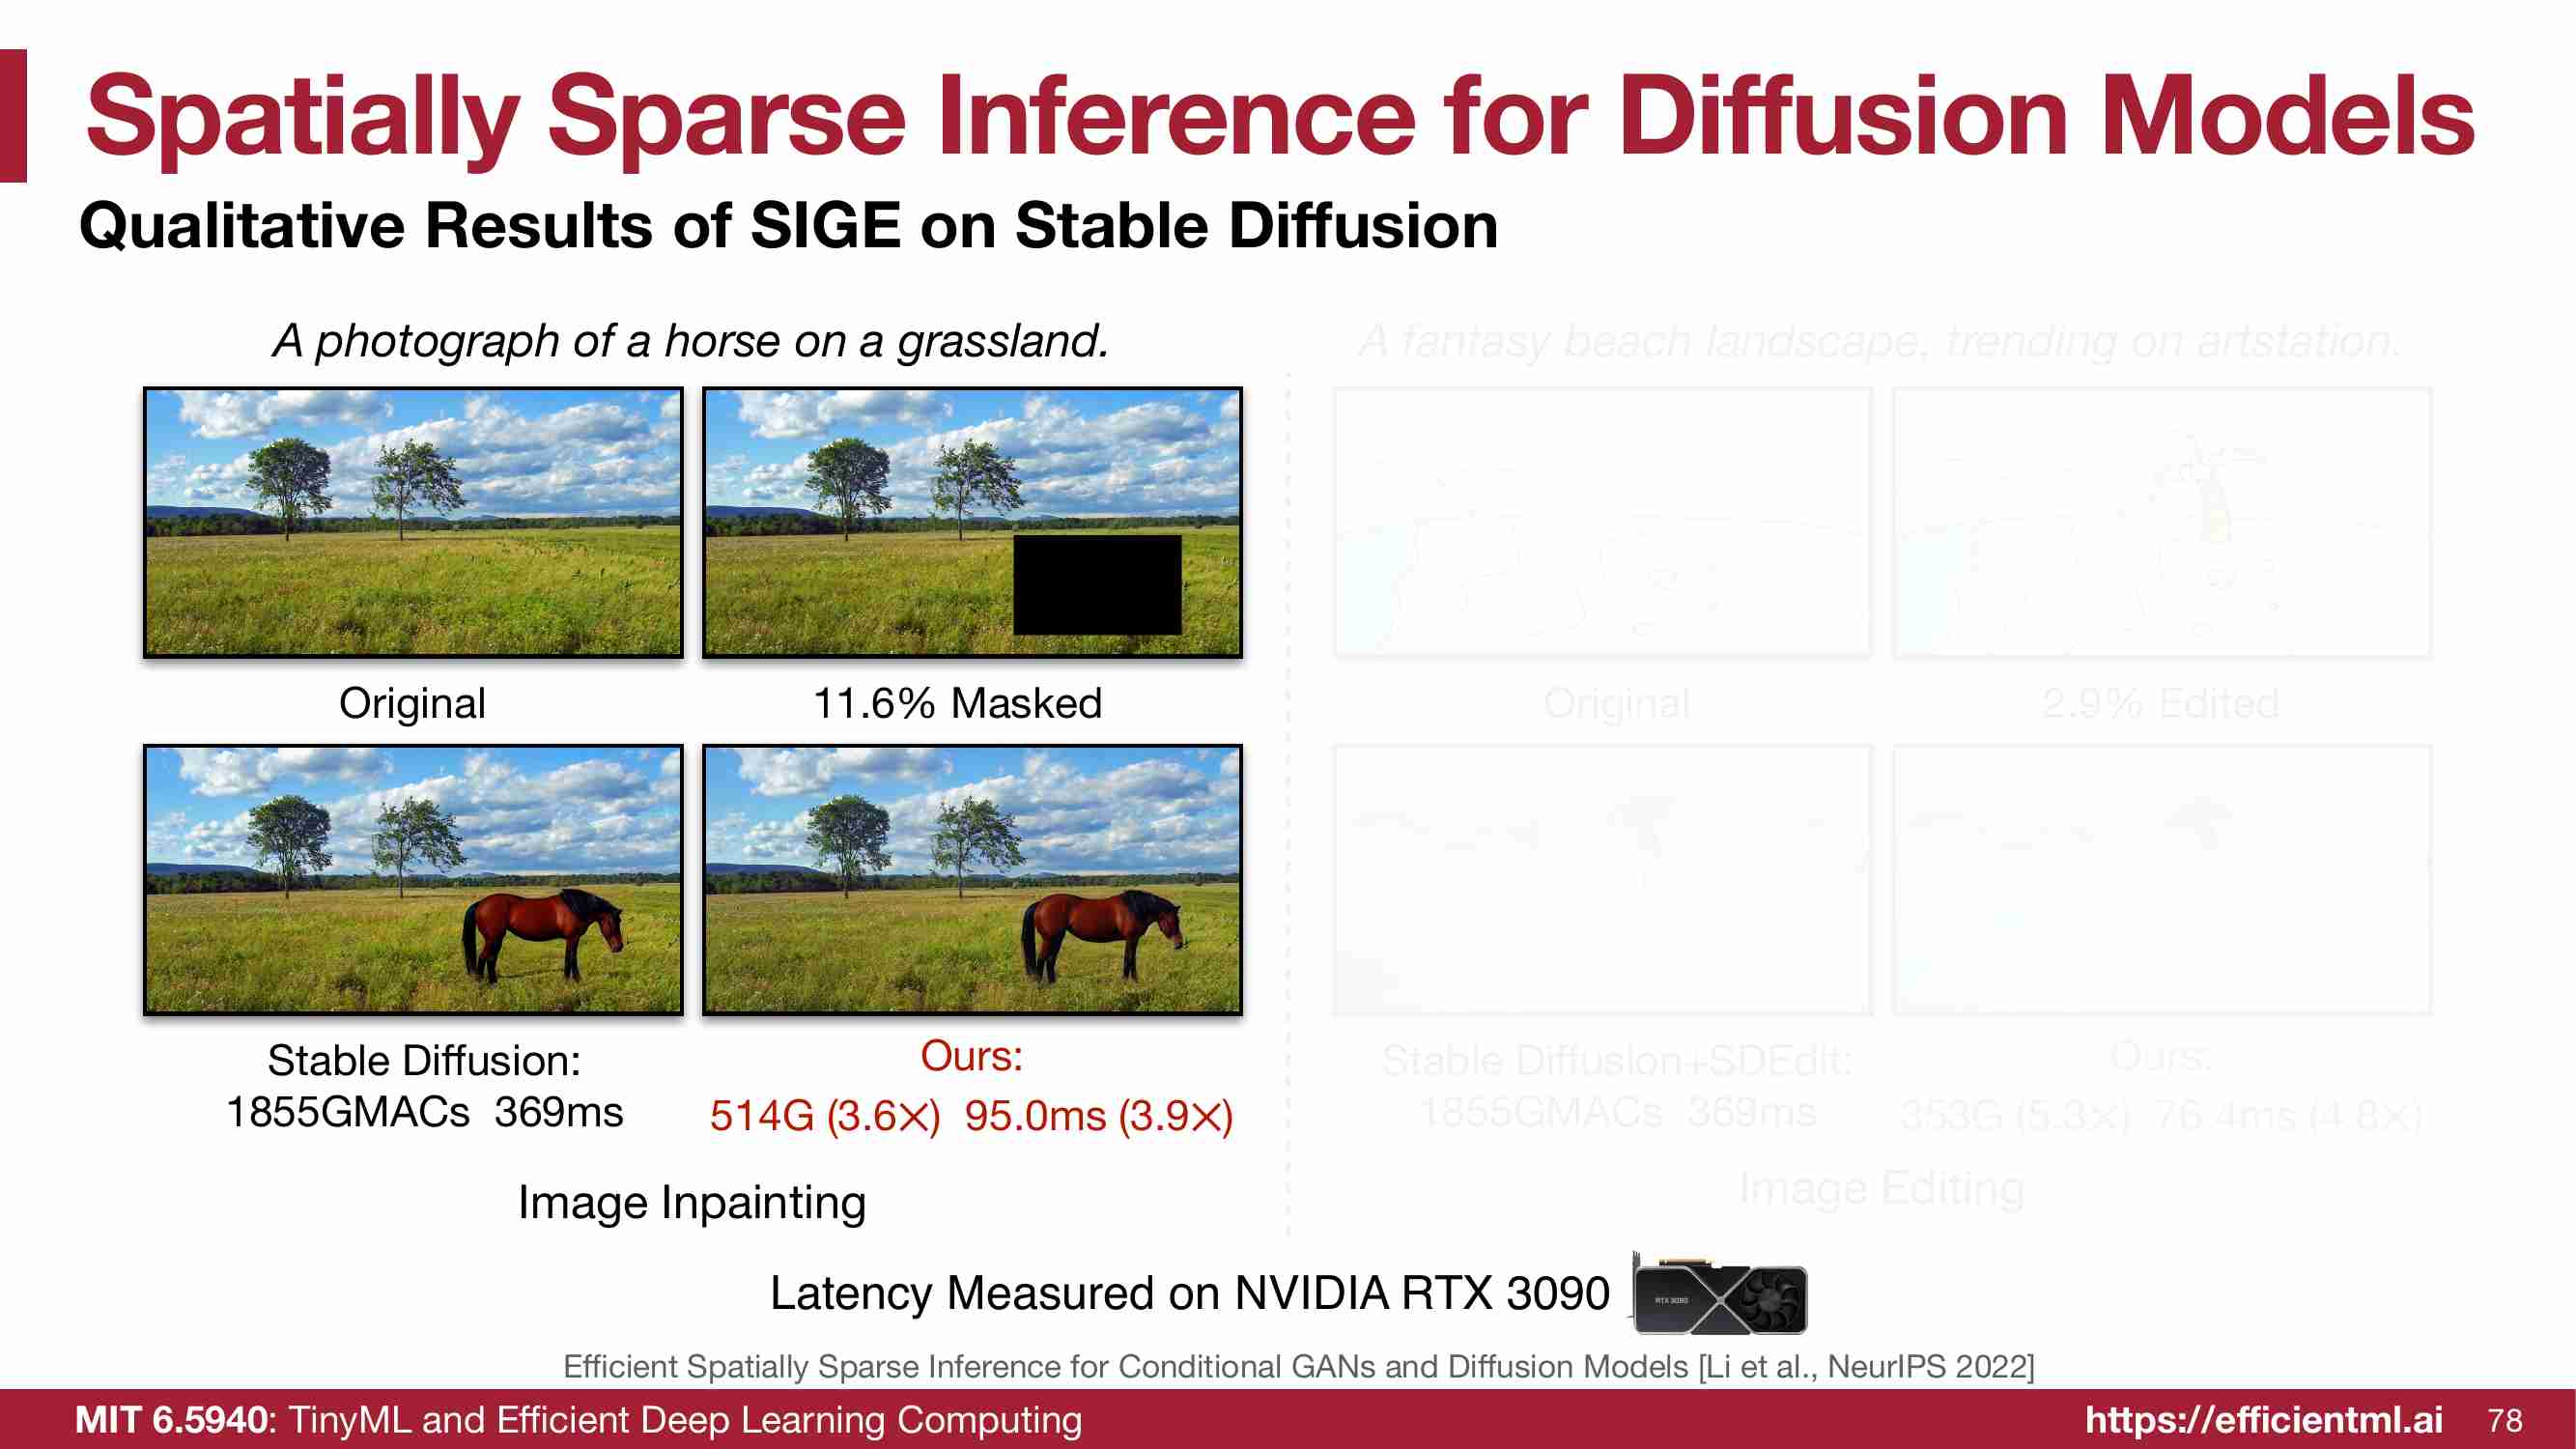 Spatially Sparse Inference for Diffusion Models
Qualitative Results of SIGE on Stable Diffusion
A photograph of a horse on a grassland.
Original
11.6% Masked
Stable Diffusion:
1855GMACs 369ms
Ours:
514G (3.6×) 95.0ms (3.9×)
Image Inpainting
A fantasy beach landscape, trending on artstation.
Original
2.9% Edited
Stable Diffusion+SDEdit:
1855GMACs 369ms
Ours:
353G (5.3×) 76.4ms (4.8×)
Image Editing
Latency Measured on NVIDIA RTX 3090
RTX 3090
Efficient Spatially Sparse Inference for Conditional GANs and Diffusion Models [Li et al., NeurIPS 2022]
MIT 6.5940: TinyML and Efficient Deep Learning Computing
https://efficientml.ai
78